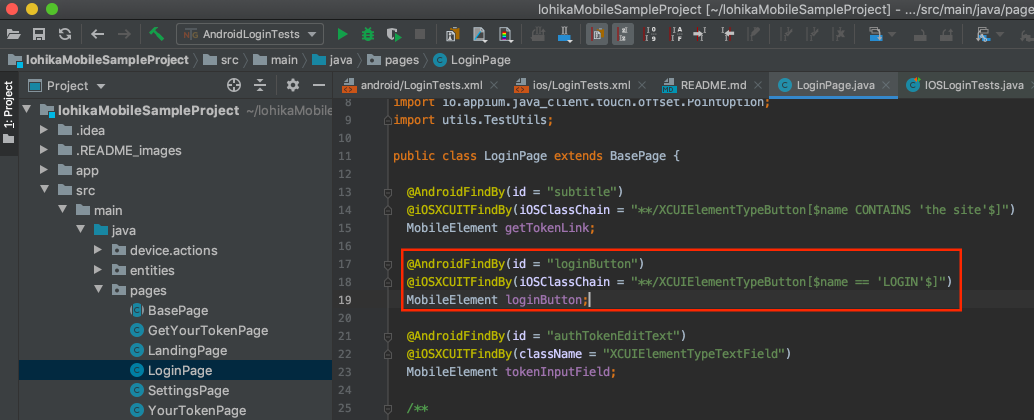 lohikaMobileSampleProject [~/lohikaMobileSampleProject] - .../src/main/java/page
AndroidLoginTests
lohikaMobileSampleProject
src
main
java
pages
LoginPage
1: Project
Project
android/LoginTests.xml
ios/LoginTests.xml
README.md
LoginPage.java
IOSLoginTests.java
lohikaMobileSampleProject ~/lohikaMobile
.idea
.README_images
app
src
main
java
device.actions
entities
pages
BasePage
GetYourTokenPage
LandingPage
LoginPage
SettingsPage
YourTokenPage
8 import io.appium.java_client.touch.offset.PointOption;
9 import utils.TestUtils;
10
11 public class LoginPage extends BasePage {
12
13 @AndroidFindBy(id = "subtitle")
14 @iOSXCUITFindBy(iOSClassChain = "**/XCUIElementTypeButton[$name CONTAINS 'the site'$]")
15 MobileElement getTokenLink;
16
17 @AndroidFindBy(id = "loginButton")
18 @iOSXCUITFindBy(iOSClassChain = "**/XCUIElementTypeButton[$name == 'LOGIN'$]")
19 MobileElement loginButton;
20
21 @AndroidFindBy(id = "authTokenEditText")
22 @iOSXCUITFindBy(className = "XCUIElementTypeTextField")
23 MobileElement tokenInputField;
24
25 /**